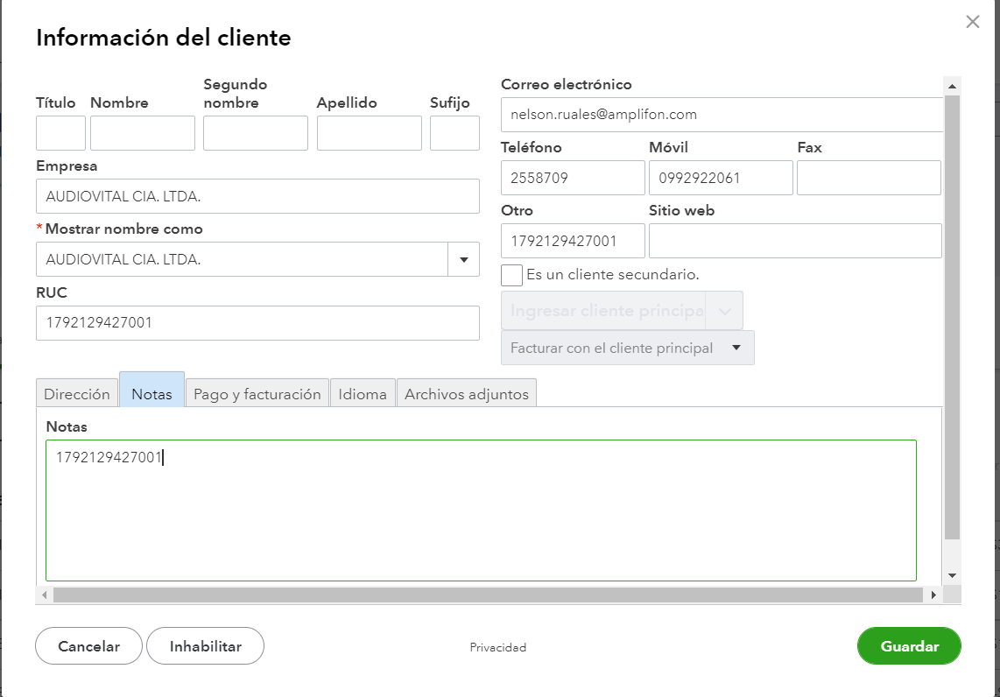 Información del cliente
Título Nombre Segundo nombre Apellido Sufijo
Empresa
AUDIOVITAL CIA. LTDA.
* Mostrar nombre como
AUDIOVITAL CIA. LTDA.
RUC
1792129427001
Correo electrónico
nelson.ruales@amplifon.com
Teléfono Móvil Fax
2558709 0992922061
Otro Sitio web
1792129427001
Es un cliente secundario.
Ingresar cliente principa
Facturar con el cliente principal
Dirección Notas Pago y facturación Idioma Archivos adjuntos
Notas
1792129427001
Cancelar Inhabilitar Privacidad Guardar